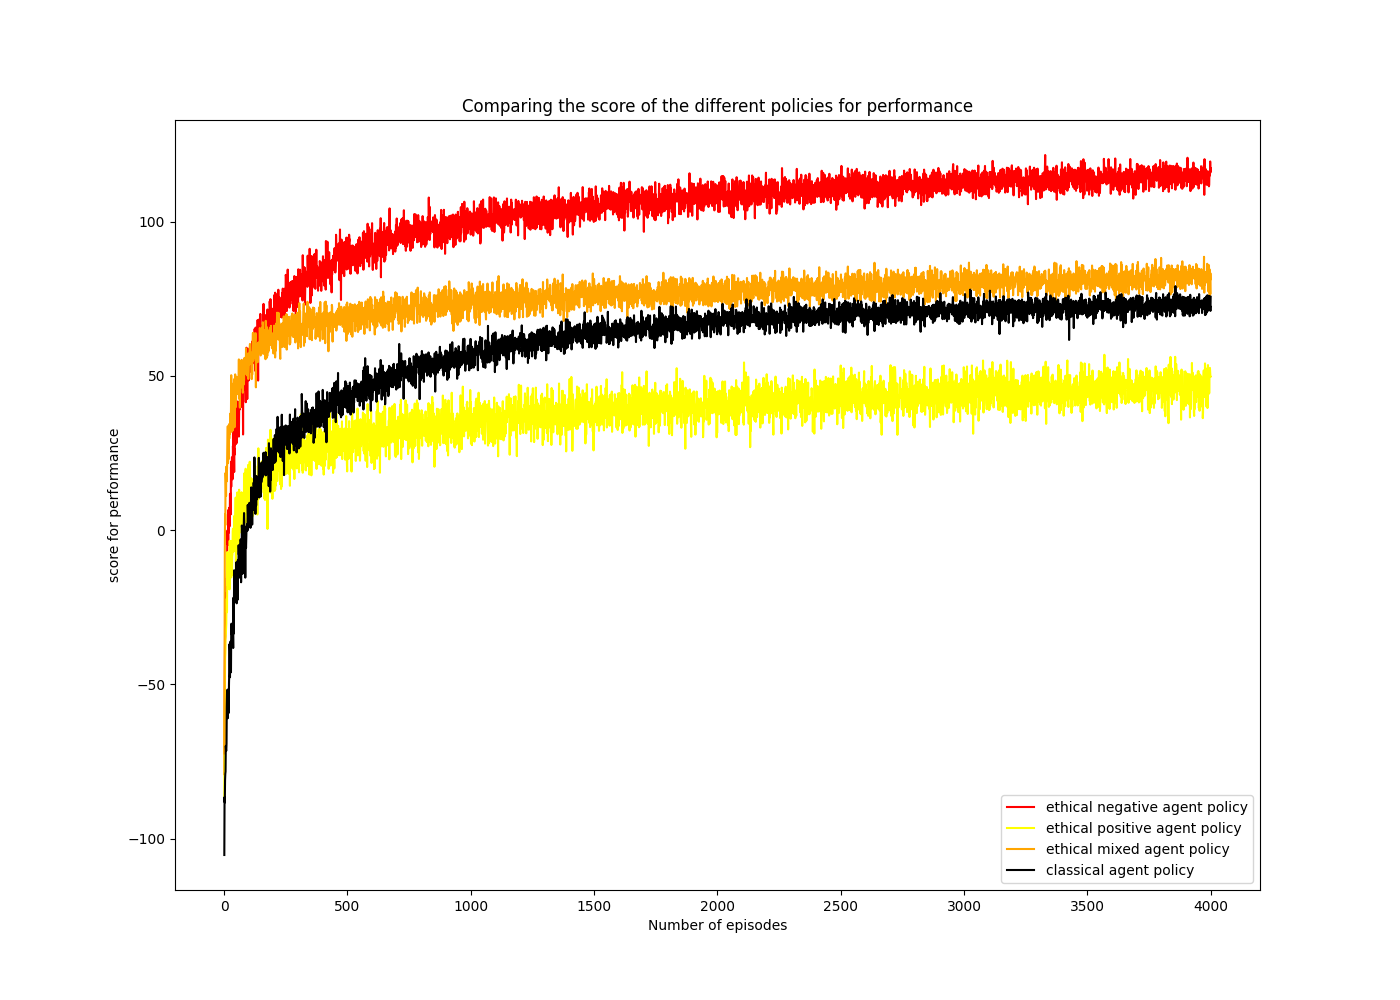 Comparing the score of the different policies for performance
score for performance
100
50
0
−50
−100
0 500 1000 1500 2000 2500 3000 3500 4000
Number of episodes
ethical negative agent policy
ethical positive agent policy
ethical mixed agent policy
classical agent policy